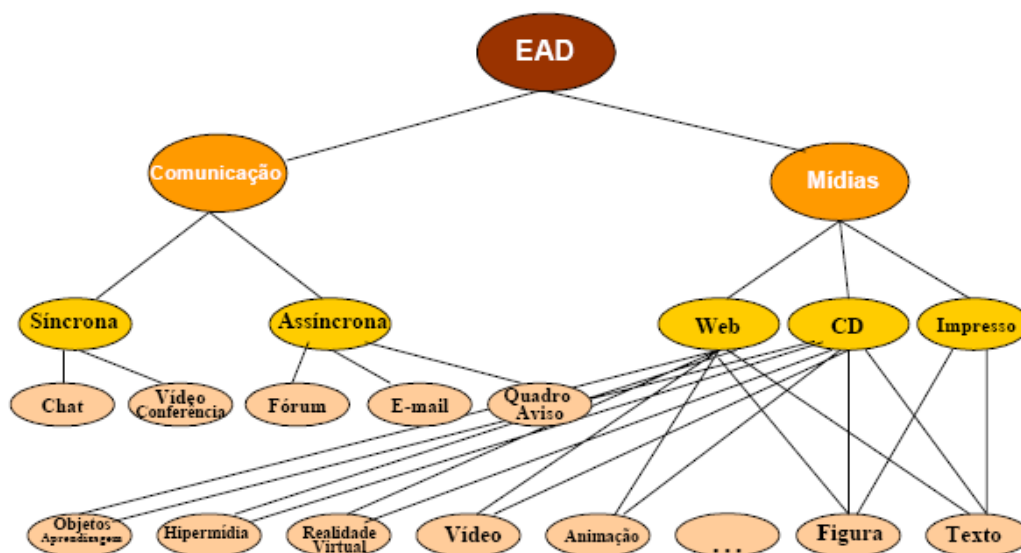 EAD
Comunicação
Mídias
Síncrona
Assíncrona
Web
CD
Impresso
Chat
Vídeo
Conferência
Fórum
E-mail
Quadro
Aviso
Objetos
Aprendizagem
Hipermídia
Realidade
Virtual
Vídeo
Animação
...
Figura
Texto